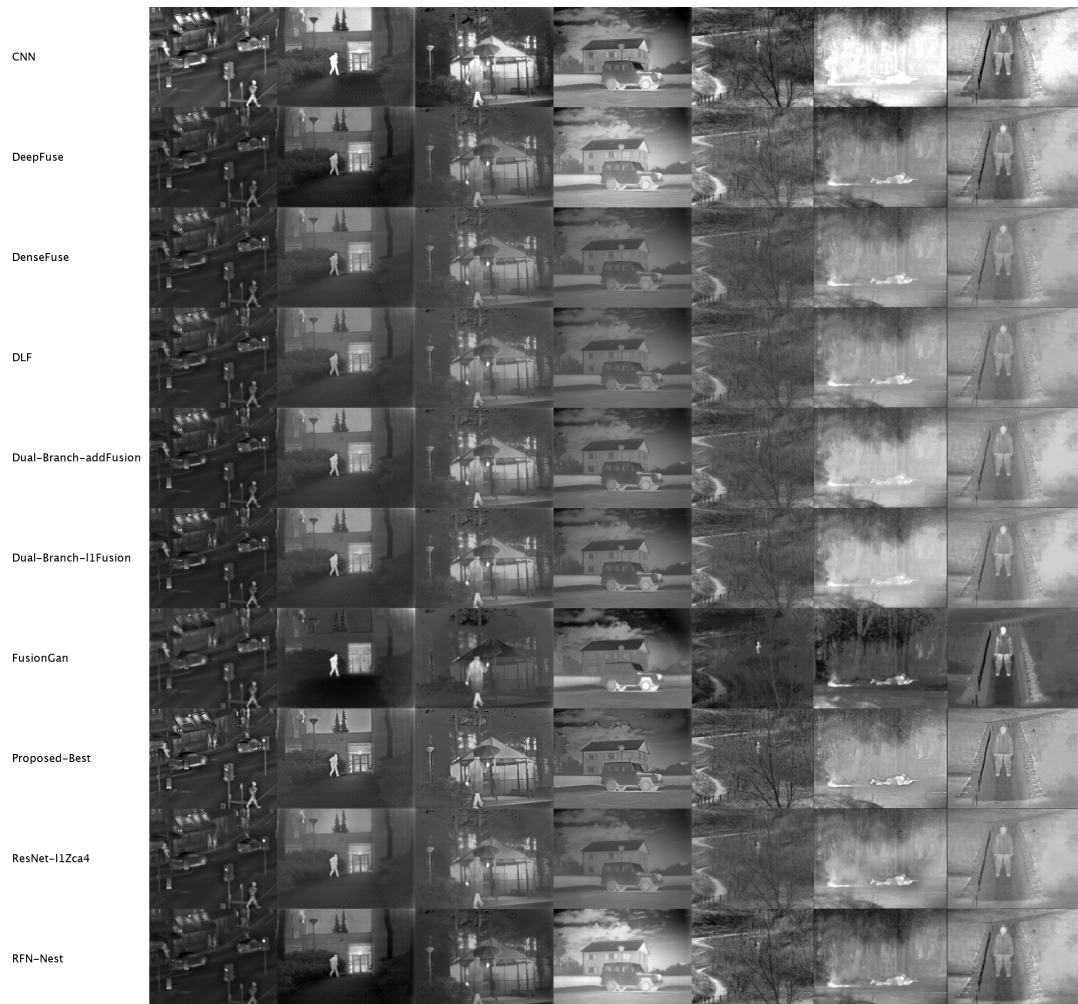 CNN
DeepFuse
DenseFuse
DLF
Dual-Branch-addFusion
Dual-Branch-l1Fusion
FusionGan
Proposed-Best
ResNet-l1Zca4
RFN-Nest